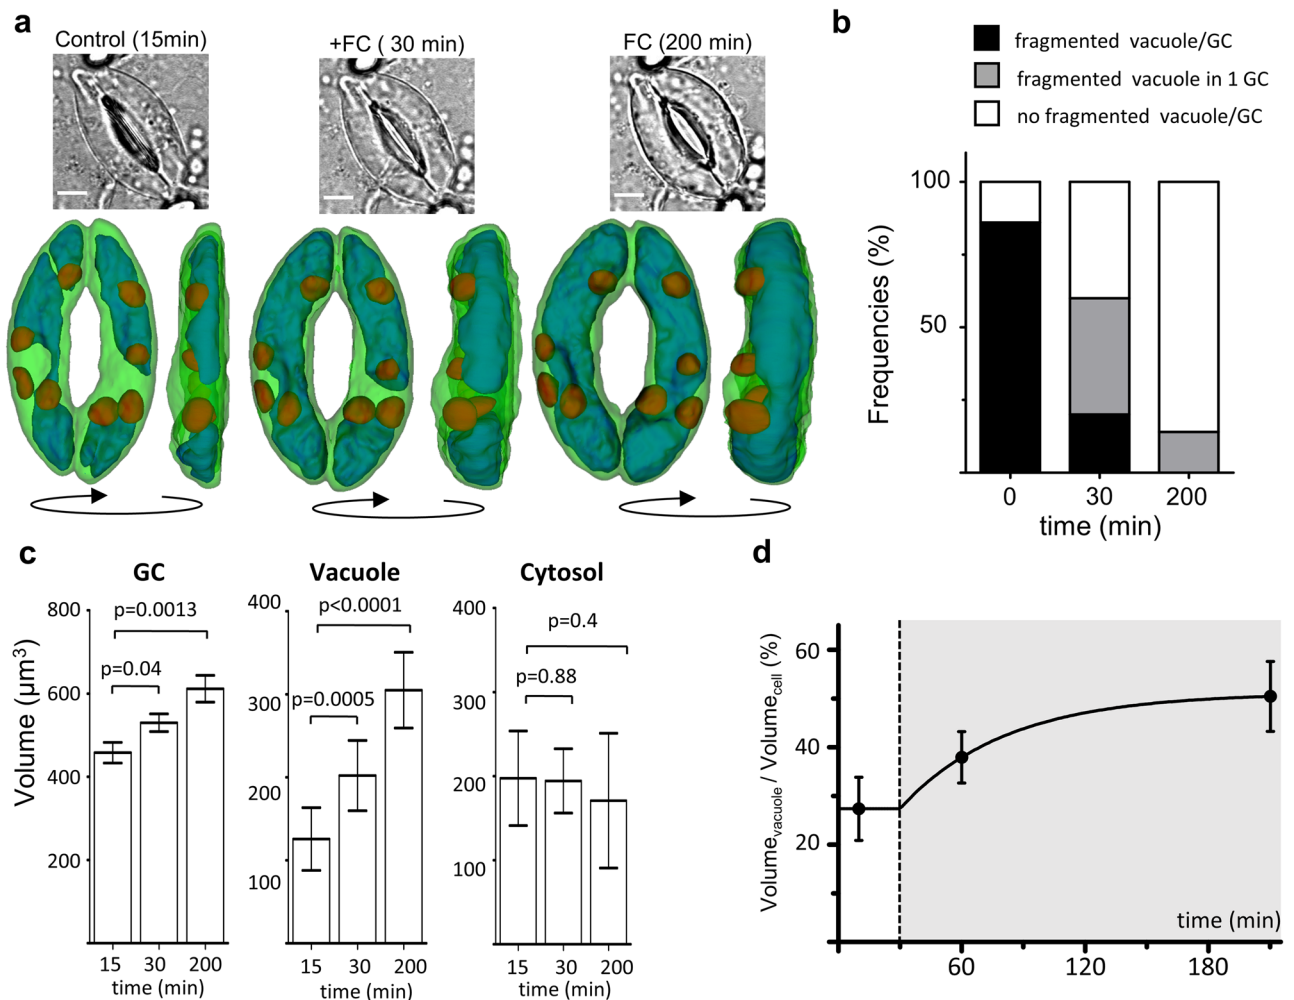 a
Control (15min)
+FC ( 30 min)
FC (200 min)
b
fragmented vacuole/GC
fragmented vacuole in 1 GC
no fragmented vacuole/GC
Frequencies (%)
100
50
0
30
200
time (min)
c
GC
Volume (µm³)
800
600
400
200
p=0.0013
p=0.04
15
30
200
time (min)
Vacuole
400
300
200
100
p<0.0001
p=0.0005
15
30
200
time (min)
Cytosol
400
300
200
100
p=0.4
p=0.88
15
30
200
time (min)
d
Volumevacuole / Volumecell (%)
60
40
20
time (min)
60
120
180